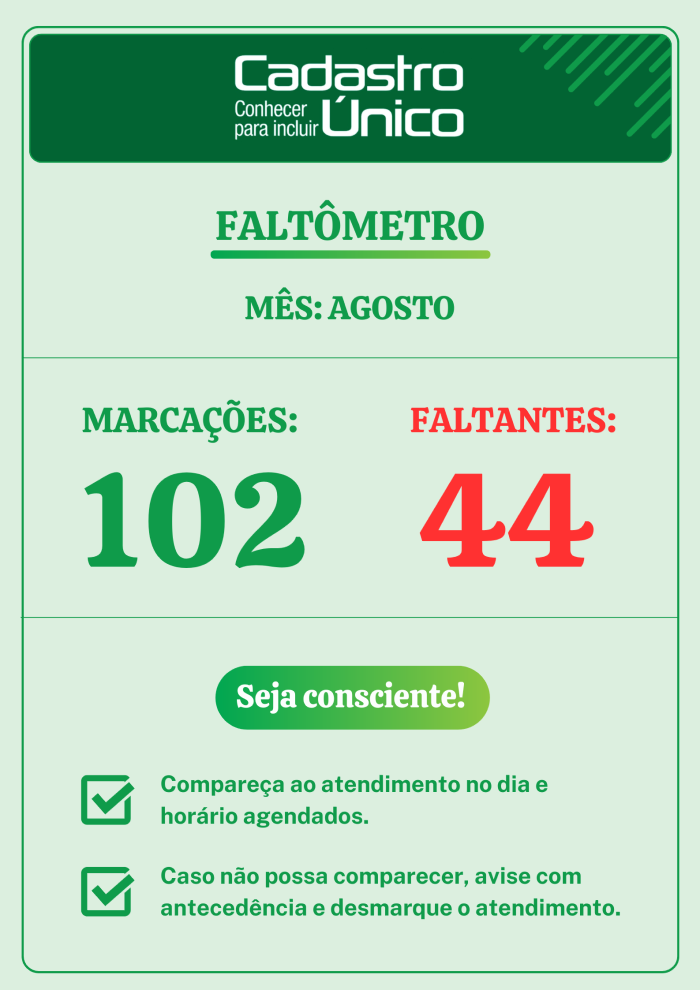 Cadastro
Conhecer
para incluir Único
FALTÔMETRO
MÊS: AGOSTO
MARCAÇÕES: FALTANTES:
102 44
Seja consciente!
Compareça ao atendimento no dia e
horário agendados.
Caso não possa comparecer, avise com
antecedência e desmarque o atendimento.